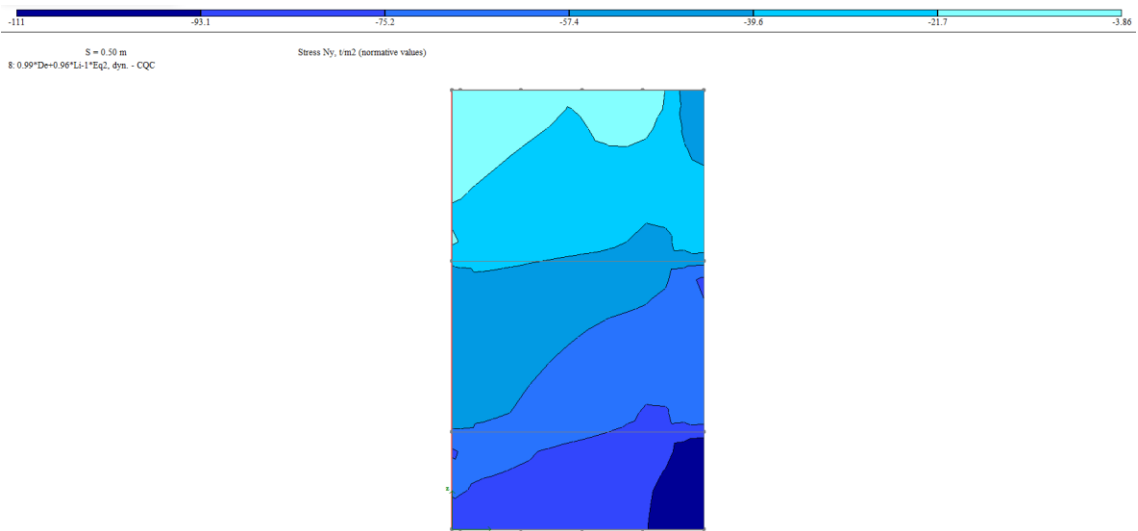 -111 -93.1 -75.2 -57.4 -39.6 -21.7 -3.86
S = 0.50 m Stress Ny, t/m2 (normative values)
8: 0.99*De+0.96*Li-1*Eq2, dyn. - CQC